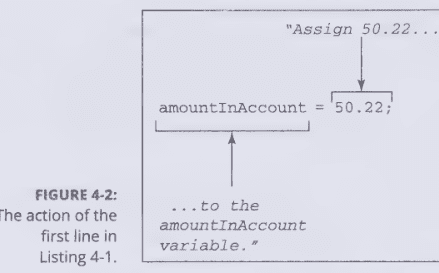 "Assign 50.22...
amountInAccount = 50.22;
...to the
amountInAccount
variable."
FIGURE 4-2:
The action of the
first line in
Listing 4-1.